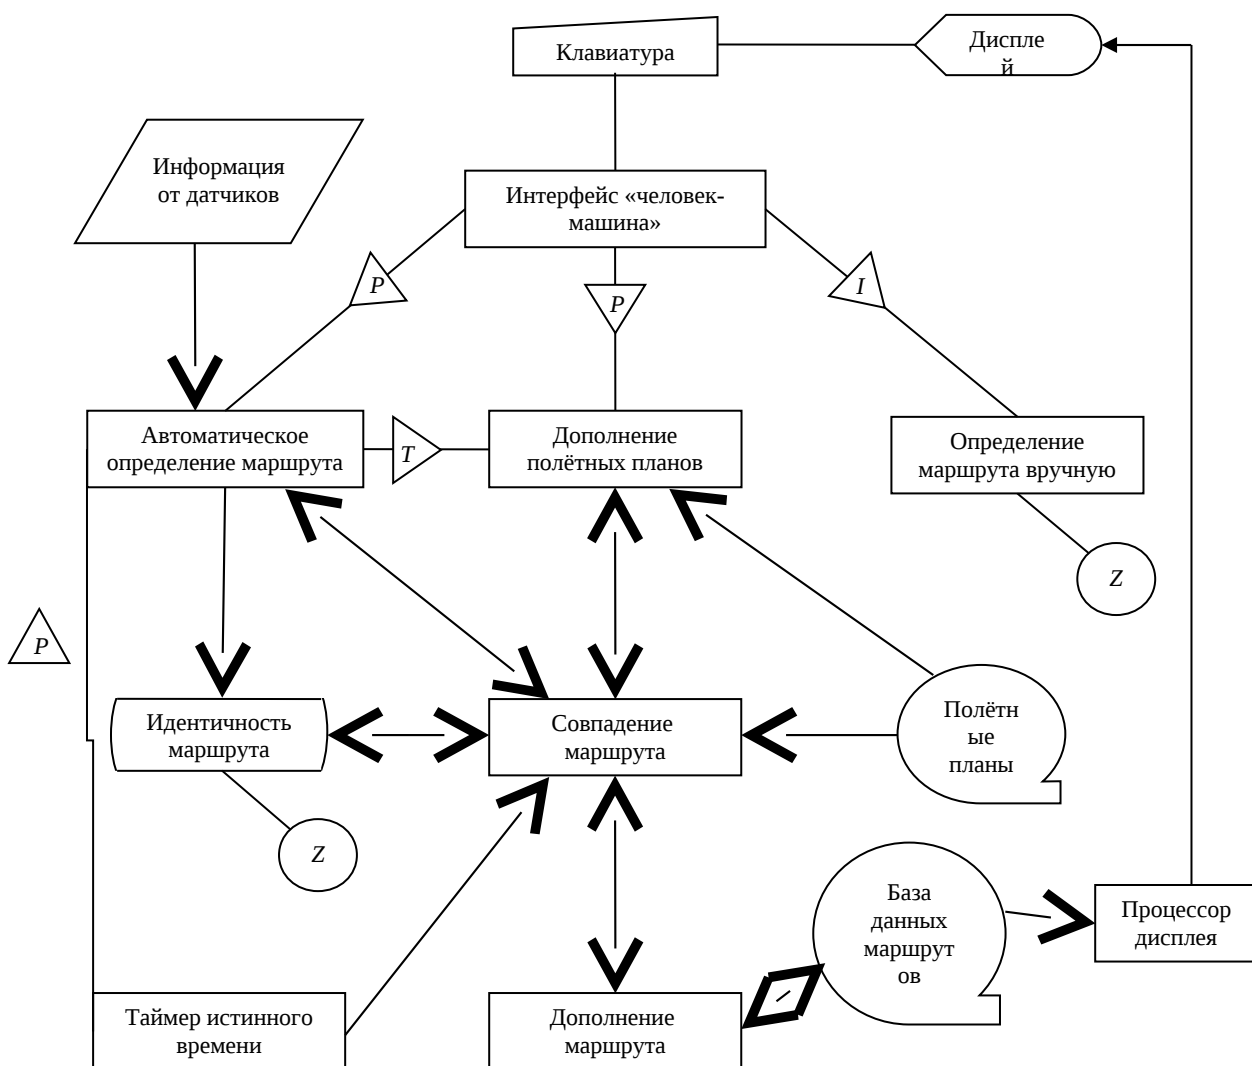 Клавиатура
Диспле
й
Информация
от датчиков
Интерфейс «человек-
машина»
P
P
I
Автоматическое
определение маршрута
T
Дополнение
полётных планов
Определение
маршрута вручную
Z
P
Идентичность
маршрута
Совпадение
маршрута
Полётн
ые
планы
Z
База
данных
маршрут
ов
Процессор
дисплея
Таймер истинного
времени
Дополнение
маршрута